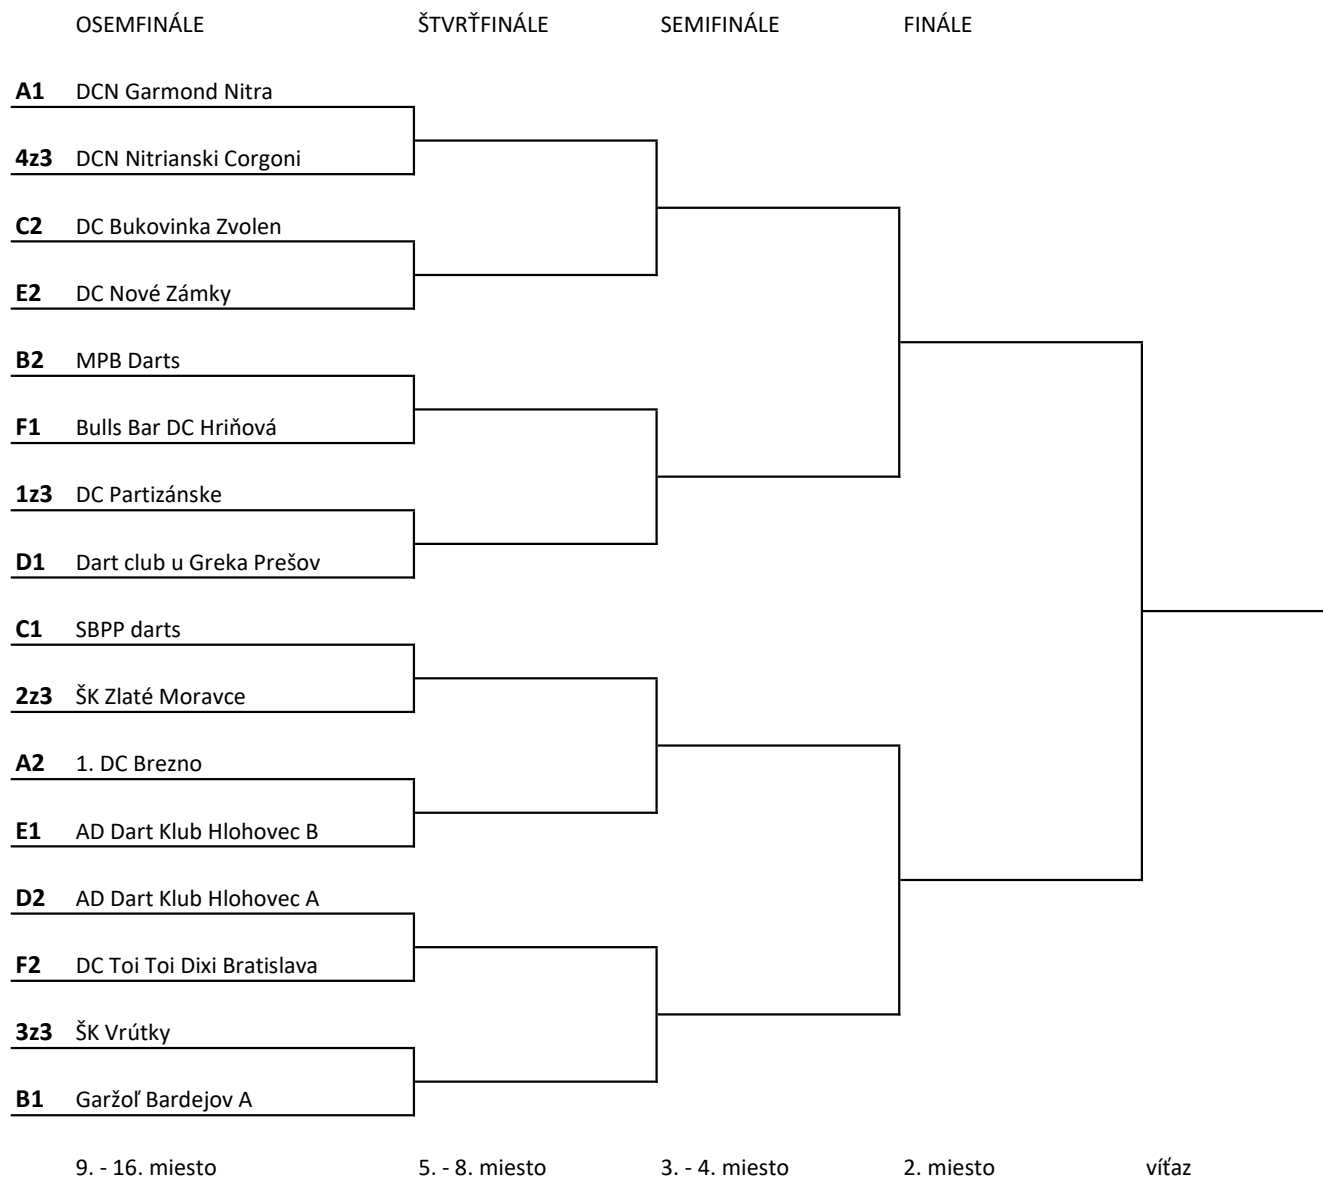 OSEMFINÁLE ŠTVRŤFINÁLE SEMIFINÁLE FINÁLE
A1 DCN Garmond Nitra
4z3 DCN Nitrianski Corgoni
C2 DC Bukovinka Zvolen
E2 DC Nové Zámky
B2 MPB Darts
F1 Bulls Bar DC Hriňová
1z3 DC Partizánske
D1 Dart club u Greka Prešov
C1 SBPP darts
2z3 ŠK Zlaté Moravce
A2 1. DC Brezno
E1 AD Dart Klub Hlohovec B
D2 AD Dart Klub Hlohovec A
F2 DC Toi Toi Dixi Bratislava
3z3 ŠK Vrútky
B1 Garžoľ Bardejov A
9. - 16. miesto 5. - 8. miesto 3. - 4. miesto 2. miesto víťaz